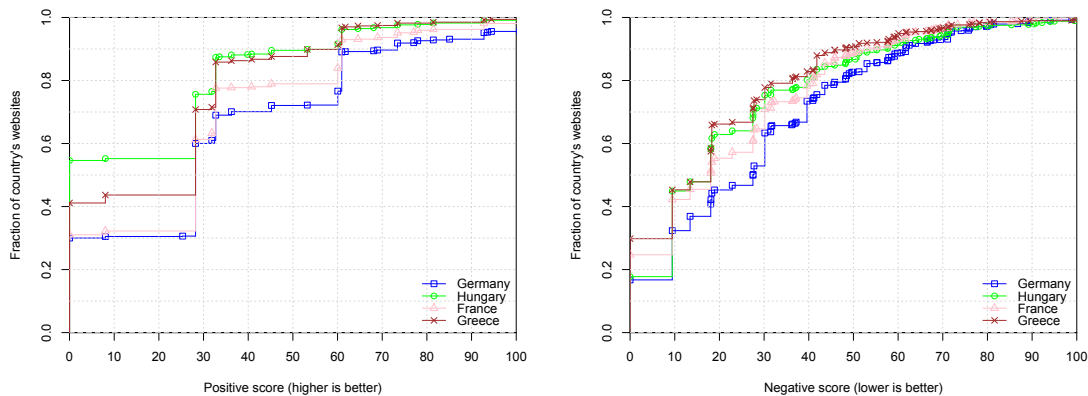 Fraction of country's websites
1.0
0.8
0.6
0.4
0.2
0.0
Germany
Hungary
France
Greece
0 10 20 30 40 50 60 70 80 90 100
Positive score (higher is better)
Fraction of country's websites
1.0
0.8
0.6
0.4
0.2
0.0
Germany
Hungary
France
Greece
0 10 20 30 40 50 60 70 80 90 100
Negative score (lower is better)